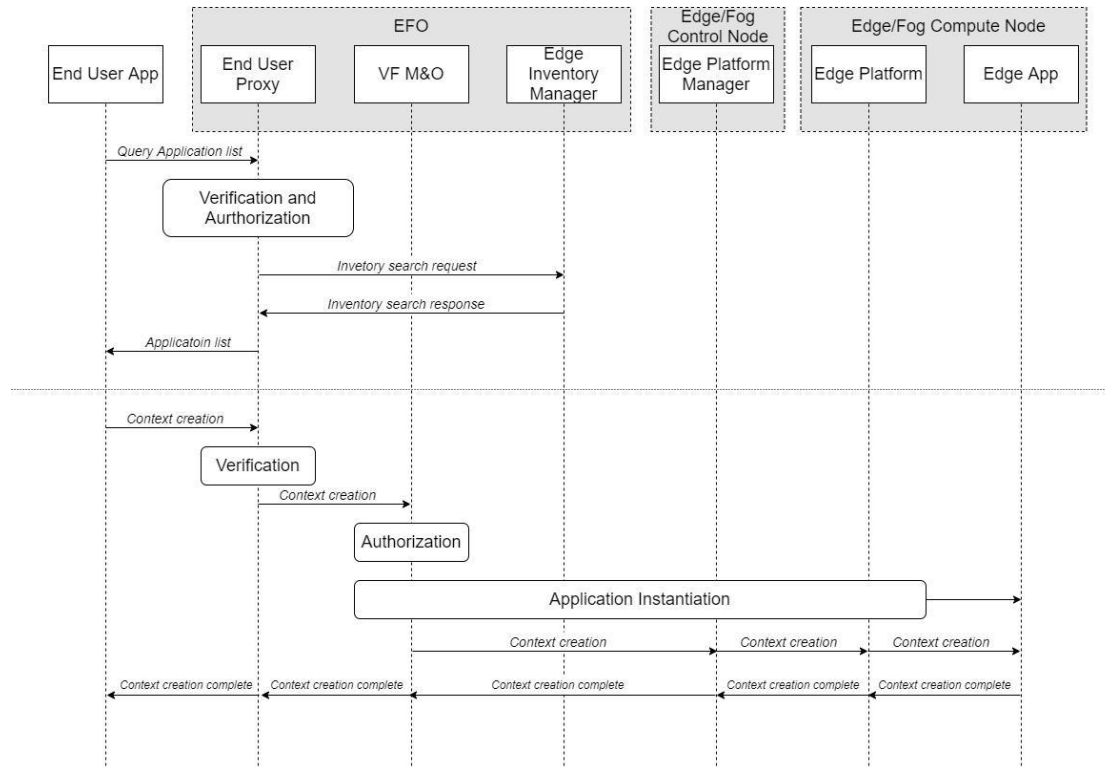 EFO
Edge/Fog
Control Node
Edge/Fog Compute Node
End User App
End User
Proxy
VF M&O
Edge
Inventory
Manager
Edge Platform
Manager
Edge Platform
Edge App
Query Application list
Verification and
Aurthorization
Invetory search request
Inventory search response
Applicatoin list
Context creation
Verification
Context creation
Authorization
Application Instantiation
Context creation
Context creation
Context creation
Context creation complete
Context creation complete
Context creation complete
Context creation complete
Context creation complete